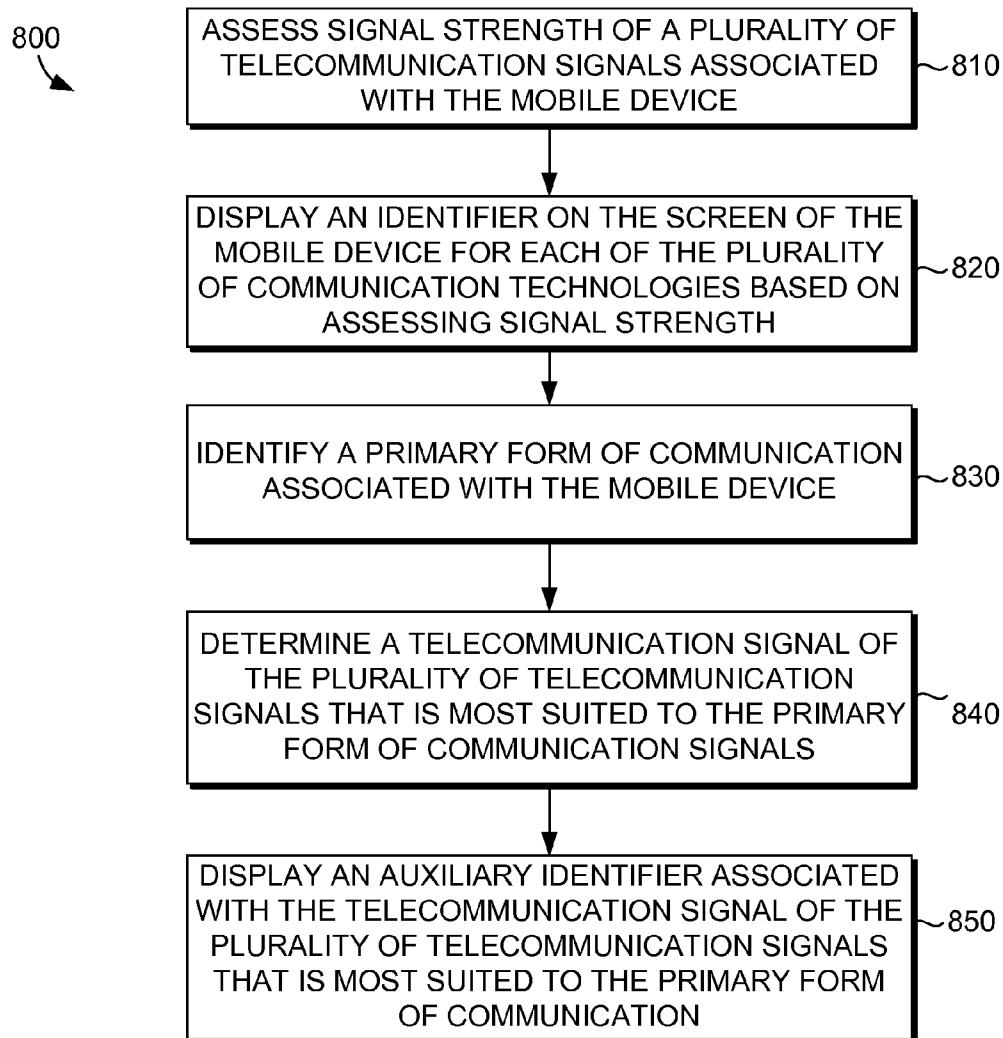 800
ASSESS SIGNAL STRENGTH OF A PLURALITY OF
TELECOMMUNICATION SIGNALS ASSOCIATED
WITH THE MOBILE DEVICE
810
DISPLAY AN IDENTIFIER ON THE SCREEN OF THE
MOBILE DEVICE FOR EACH OF THE PLURALITY
OF COMMUNICATION TECHNOLOGIES BASED ON
ASSESSING SIGNAL STRENGTH
820
IDENTIFY A PRIMARY FORM OF COMMUNICATION
ASSOCIATED WITH THE MOBILE DEVICE
830
DETERMINE A TELECOMMUNICATION SIGNAL OF
THE PLURALITY OF TELECOMMUNICATION
SIGNALS THAT IS MOST SUITED TO THE PRIMARY
FORM OF COMMUNICATION SIGNALS
840
DISPLAY AN AUXILIARY IDENTIFIER ASSOCIATED
WITH THE TELECOMMUNICATION SIGNAL OF THE
PLURALITY OF TELECOMMUNICATION SIGNALS
THAT IS MOST SUITED TO THE PRIMARY FORM
OF COMMUNICATION
850